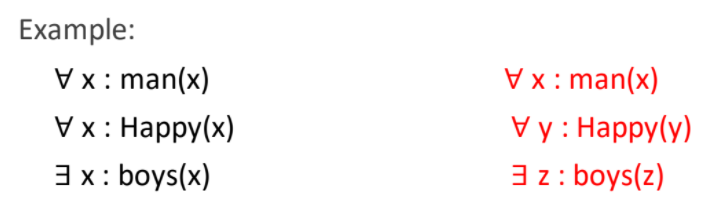 Example:
∀ x : man(x) ∀ x : man(x)
∀ x : Happy(x) ∀ y : Happy(y)
∃ x : boys(x) ∃ z : boys(z)